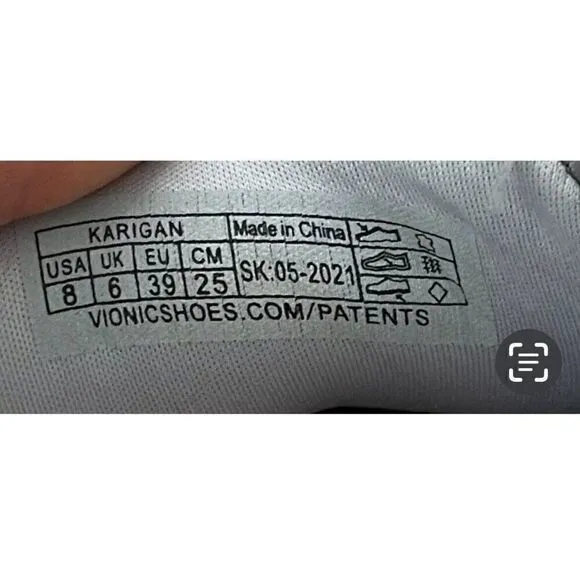 KARIGAN Made in China
USA UK EU CM SK:05-2021
8 6 39 25
VIONICSHOES.COM/PATENTS